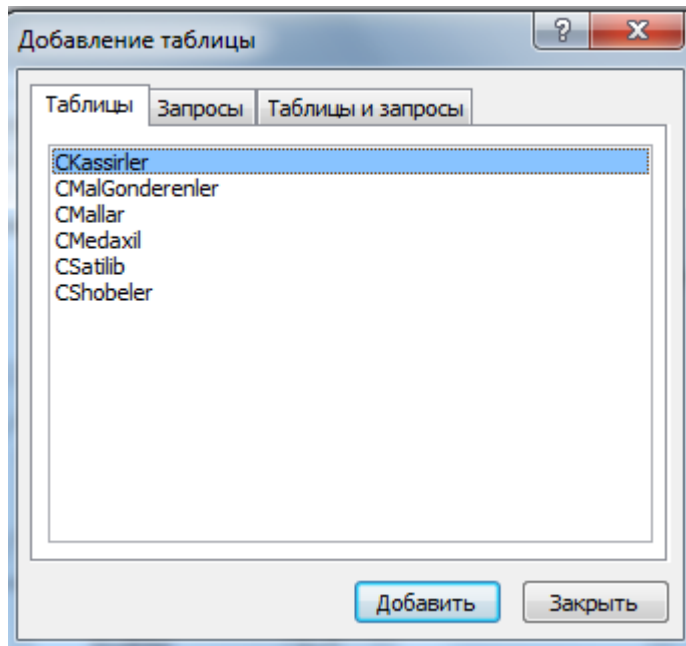 Добавление таблицы
Таблицы Запросы Таблицы и запросы
CKassirler
CMalGonderenler
CMallar
CMedaxil
CSatilib
CShobeler
Добавить Закрыть